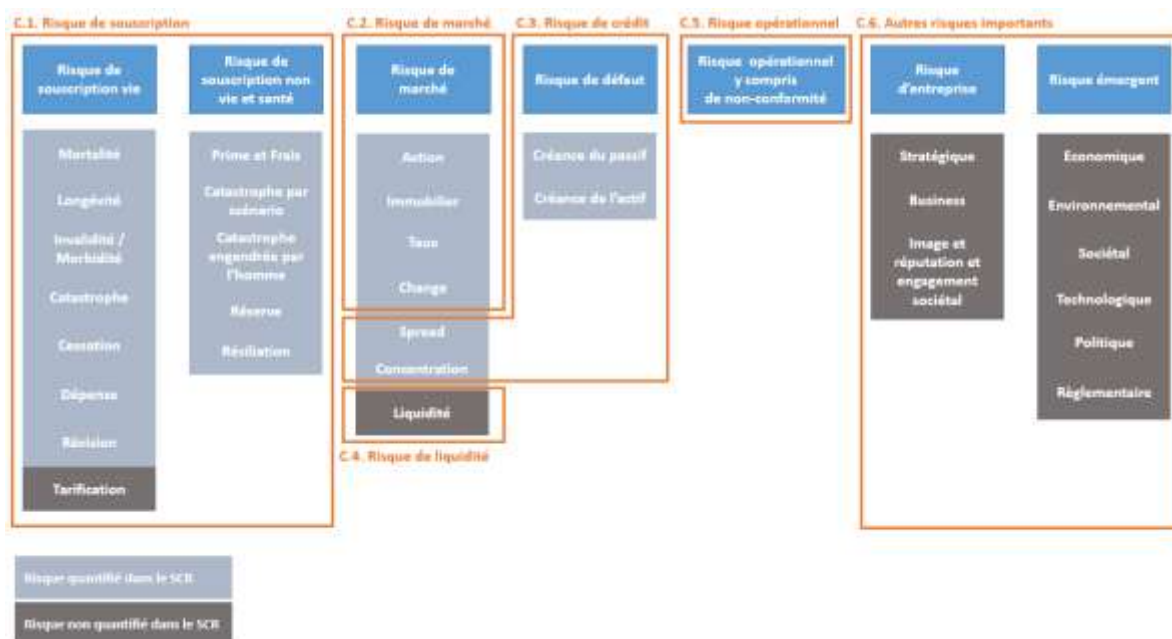 C.1. Risque de souscription
C.2. Risque de marché
C.3. Risque de crédit
C.5. Risque opérationnel
C.6. Autres risques importants
Risque de
souscription vie
Risque de
souscription non
vie et santé
Risque de
marché
Risque de défaut
Risque opérationnel
y compris
de non-conformité
Risque
d'entreprise
Risque émergent
Mortalité
Longévité
Invalidité /
Morbidité
Catastrophe
Cessation
Dépense
Révision
Tarification
Prime et Frais
Catastrophe par
scénario
Catastrophe
engendrée par
l'homme
Réserve
Résiliation
Action
Immobilier
Taux
Change
Spread
Concentration
Liquidité
C.4. Risque de liquidité
Créance du passif
Créance de l'actif
Stratégique
Business
Image et
réputation et
engagement
sociétal
Economique
Environnemental
Sociétal
Technologique
Politique
Règlementaire
Risque quantifié dans le SCR
Risque non quantifié dans le SCR